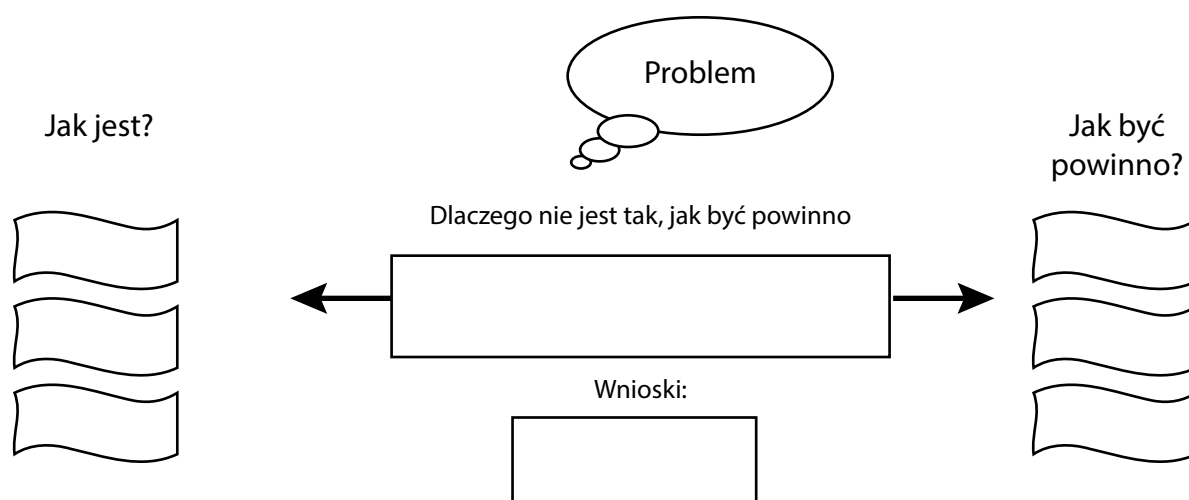 Problem
Jak jest?
Jak być
powinno?
Dlaczego nie jest tak, jak być powinno
Wnioski: